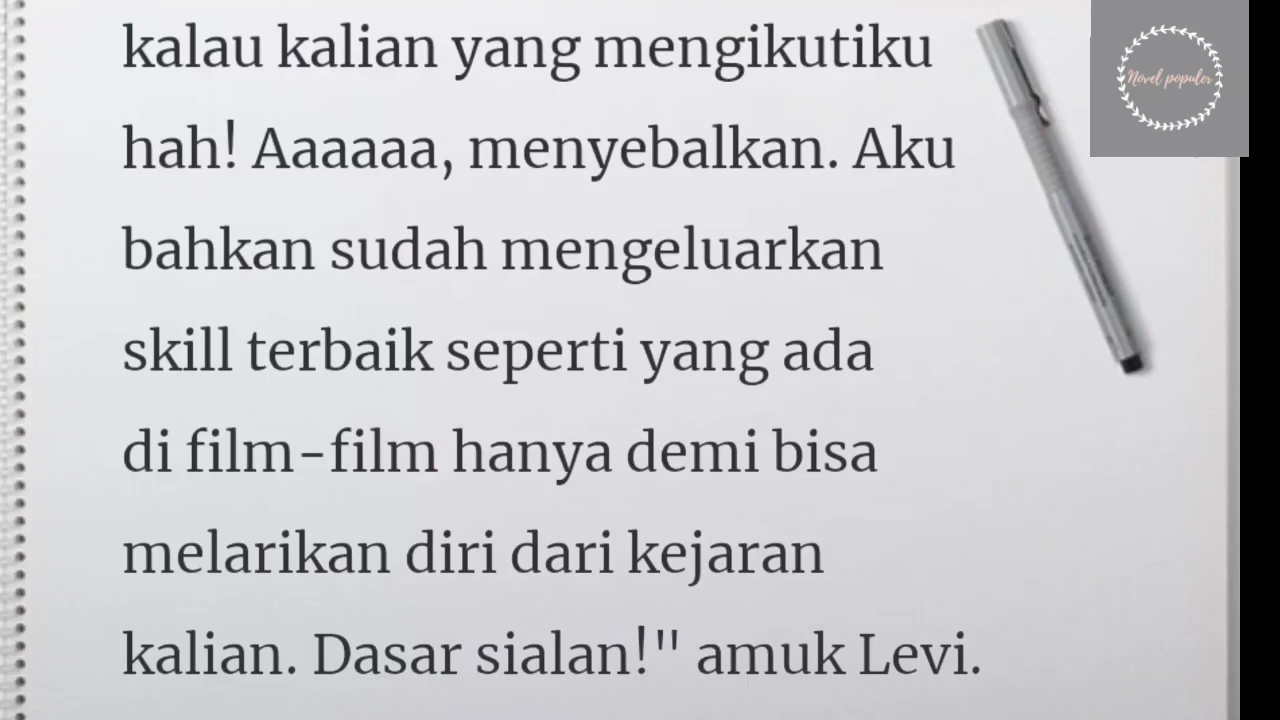 kalau kalian yang mengikutiku
Novel populer
hah! Aaaaaa, menyebalkan. Aku
bahkan sudah mengeluarkan
skill terbaik seperti yang ada
di film-film hanya demi bisa
melarikan diri dari kejaran
kalian. Dasar sialan!" amuk Levi.